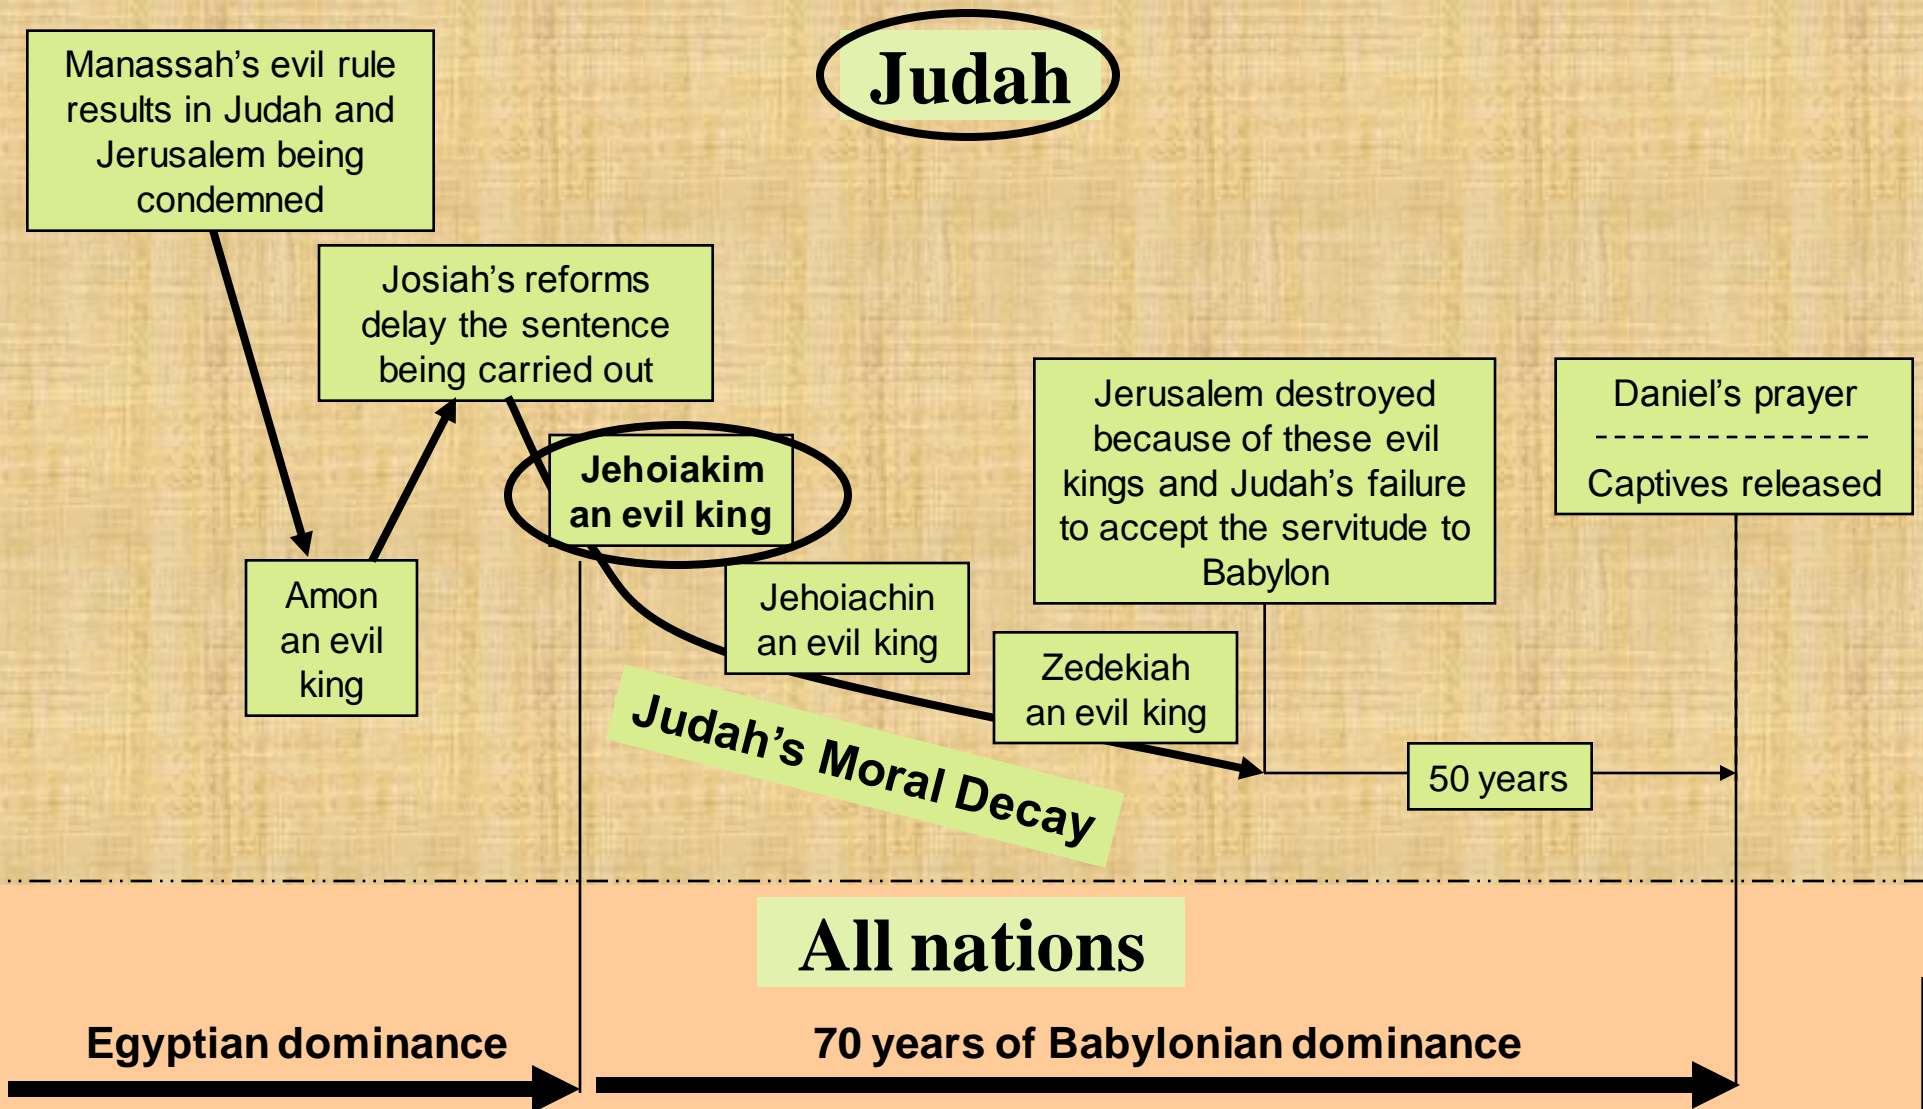 Judah
Manassah’s evil rule
results in Judah and
Jerusalem being
condemned
Josiah’s reforms
delay the sentence
being carried out
Amon
an evil
king
Jehoiakim
an evil king
Jehoiachin
an evil king
Zedekiah
an evil king
Judah’s Moral Decay
Jerusalem destroyed
because of these evil
kings and Judah’s failure
to accept the servitude to
Babylon
Daniel’s prayer
Captives released
50 years
All nations
Egyptian dominance
70 years of Babylonian dominance